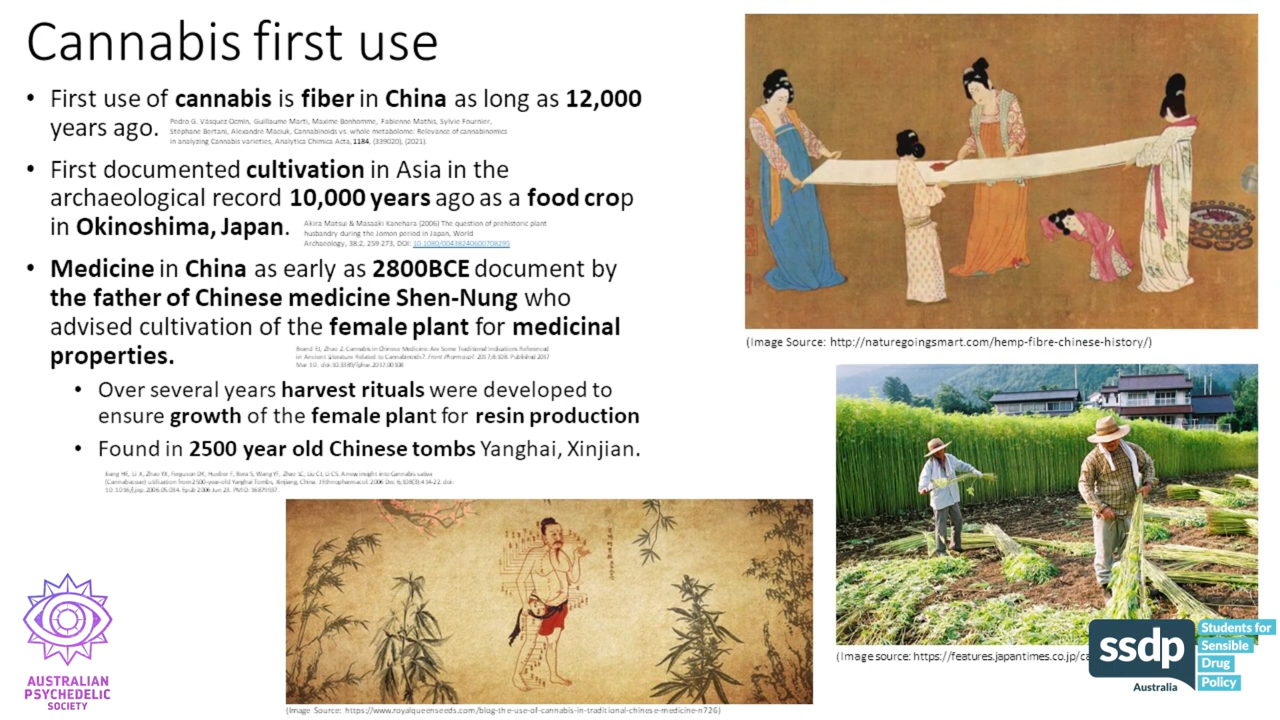 Cannabis first use
• First use of cannabis is fiber in China as long as 12,000
years ago.
Pedro G. Vásquez Ocmin, Guillaume Marti, Maxime Bonhomme, Fabienne Mathis, Sylvie Fournier,
Stéphane Bertani, Alexandre Maciuk, Cannabinoids vs. whole metabolome: Relevance of cannabinomics
in analyzing Cannabis varieties, Analytica Chimica Acta, 1184, (339020), (2021).
• First documented cultivation in Asia in the
archaeological record 10,000 years ago as a food crop
in Okinoshima, Japan.
Akira Matsui & Masaaki Kanehara (2006) The question of prehistoric plant
husbandry during the Jomon period in Japan, World
Archaeology, 38:2, 259-273, DOI: 10.1080/00438240600708295
• Medicine in China as early as 2800BCE document by
the father of Chinese medicine Shen-Nung who
advised cultivation of the female plant for medicinal
properties.
Brand EJ, Zhao Z. Cannabis in Chinese Medicine: Are Some Traditional Indications Referenced
in Ancient Literature Related to Cannabinoids?. Front Pharmacol. 2017;8:108. Published 2017
Mar 10. doi:10.3389/fphar.2017.00108
• Over several years harvest rituals were developed to
ensure growth of the female plant for resin production
• Found in 2500 year old Chinese tombs Yanghai, Xinjian.
Jiang HE, Li X, Zhao YX, Ferguson DK, Hueber F, Bera S, Wang YF, Zhao LC, Liu CJ, Li CS. A new insight into Cannabis sativa
(Cannabaceae) utilization from 2500-year-old Yanghai Tombs, Xinjiang, China. J Ethnopharmacol. 2006 Dec 6;108(3):414-22. doi:
10.1016/j.jep.2006.05.034. Epub 2006 Jun 23. PMID: 16879937.
(Image Source: http://naturegoingsmart.com/hemp-fibre-chinese-history/)
(Image source: https://features.japantimes.co.jp/ca
(Image Source: https://www.royalqueenseeds.com/blog-the-use-of-cannabis-in-traditional-chinese-medicine-n726)
AUSTRALIAN
PSYCHEDELIC
SOCIETY
ssdp
Australia
Students for
Sensible
Drug
Policy